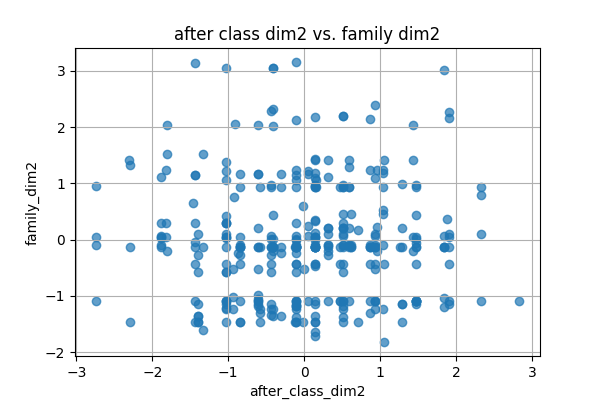 after class dim2 vs. family dim2
family_dim2
3
2
1
0
−1
−2
−3 −2 −1 0 1 2 3
after_class_dim2